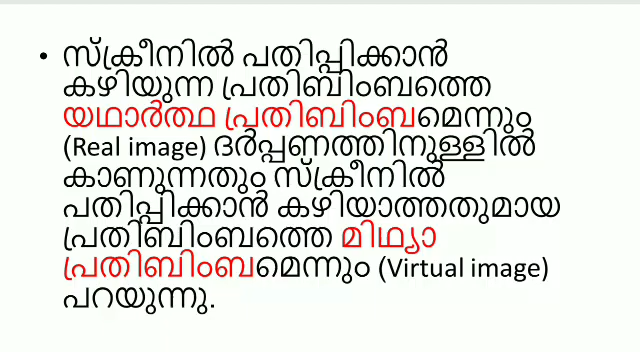 • സ്ക്രീനിൽ പതിപ്പിക്കാൻ
കഴിയുന്ന പ്രതിബിംബത്തെ
യഥാർത്ഥ പ്രതിബിംബമെന്നും
(Real image) ദർപ്പണത്തിനുള്ളിൽ
കാണുന്നതും സ്ക്രീനിൽ
പതിപ്പിക്കാൻ കഴിയാത്തതുമായ
പ്രതിബിംബത്തെ മിഥ്യാ
പ്രതിബിംബമെന്നും (Virtual image)
പറയുന്നു.